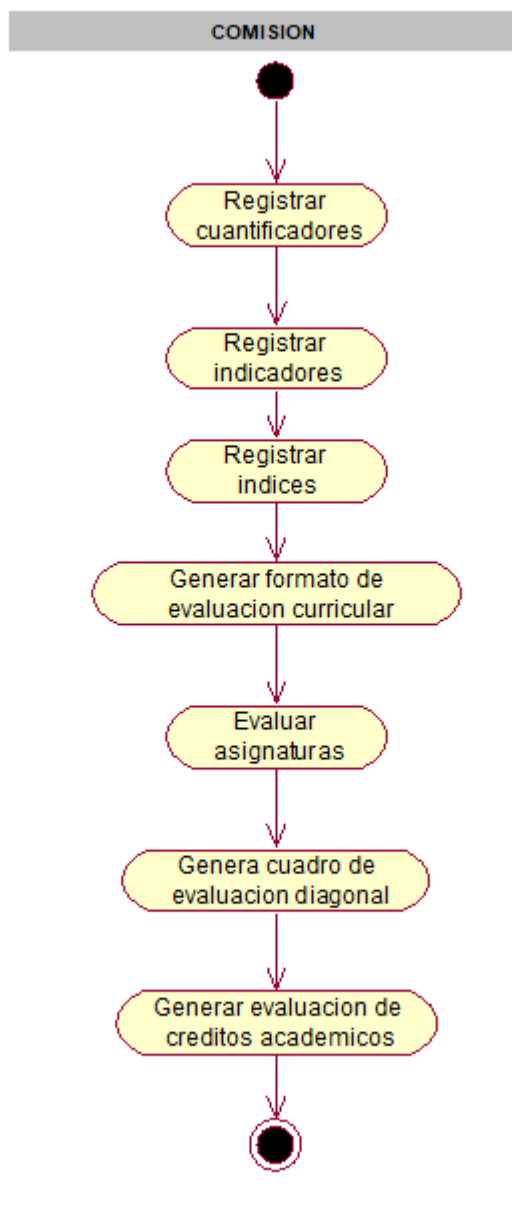 COMISION
Registrar
cuantificadores
Registrar
indicadores
Registrar
indices
Generar formato de
evaluacion curricular
Evaluar
asignaturas
Genera cuadro de
evaluacion diagonal
Generar evaluacion de
creditos academicos